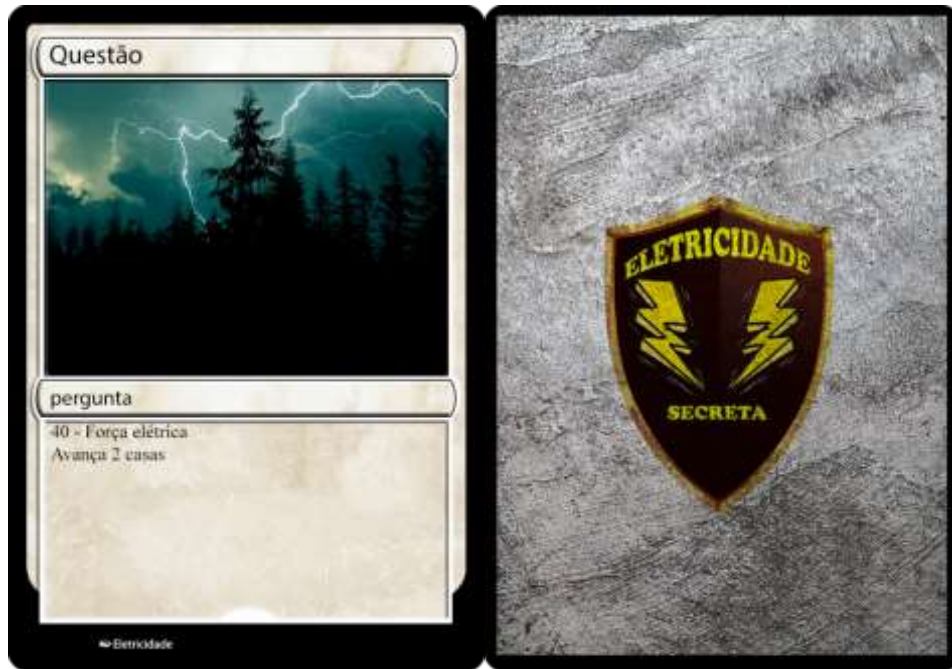 Questão
pergunta
40 - Força elétrica
Avança 2 casas
Eletricidade
ELETRICIDADE
SECRETA